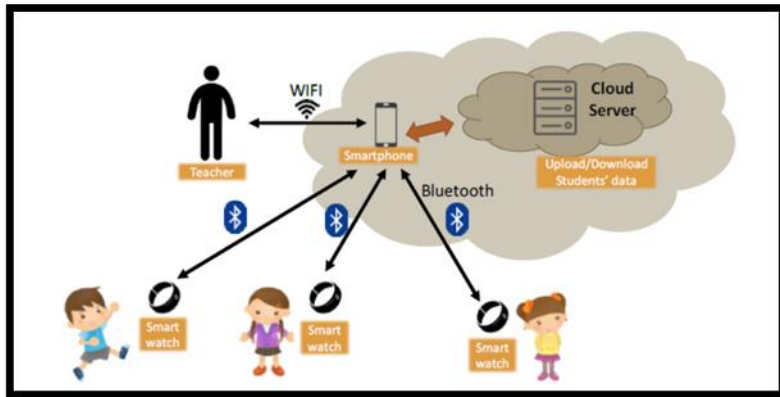 WIFI
Cloud
Server
Teacher
Smartphone
Upload/Download
Students' data
Bluetooth
Smart
watch
Smart
watch
Smart
watch